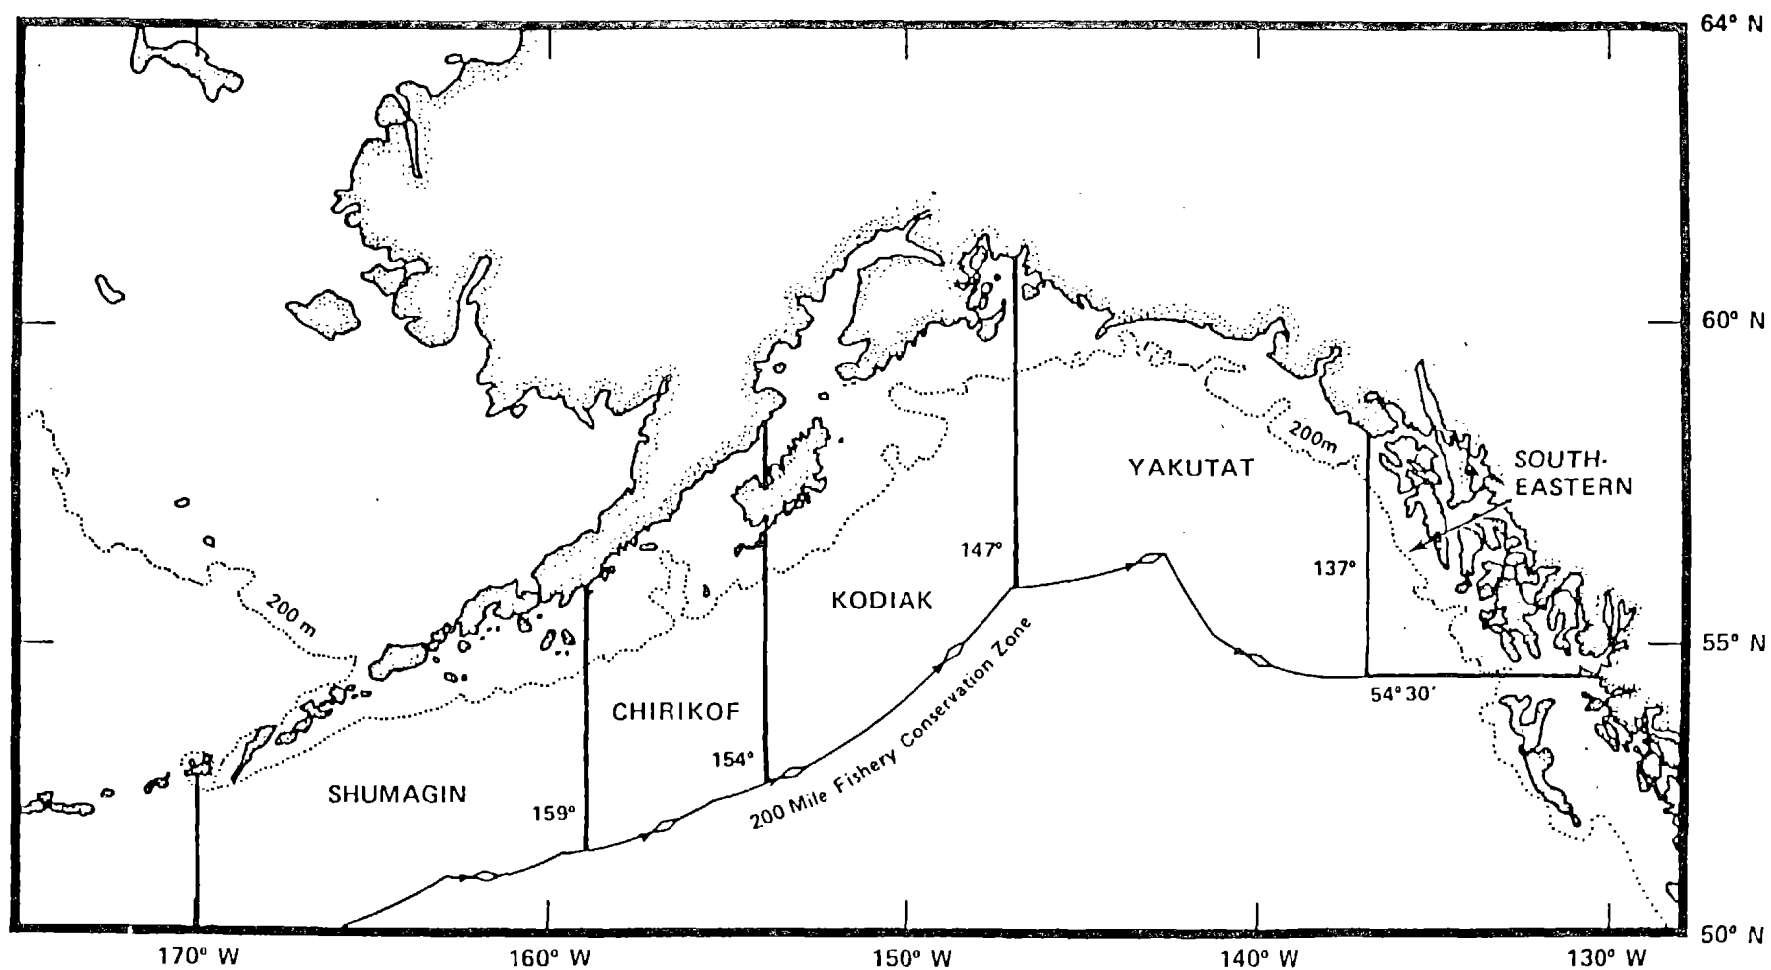 64° N
60° N
200m
SOUTH-
EASTERN
YAKUTAT
147°
137°
KODIAK
200 m
55° N
54° 30'
CHIRIKOF
154°
200 Mile Fishery Conservation Zone
SHUMAGIN
159°
50° N
170° W
160° W
150° W
140° W
130° W